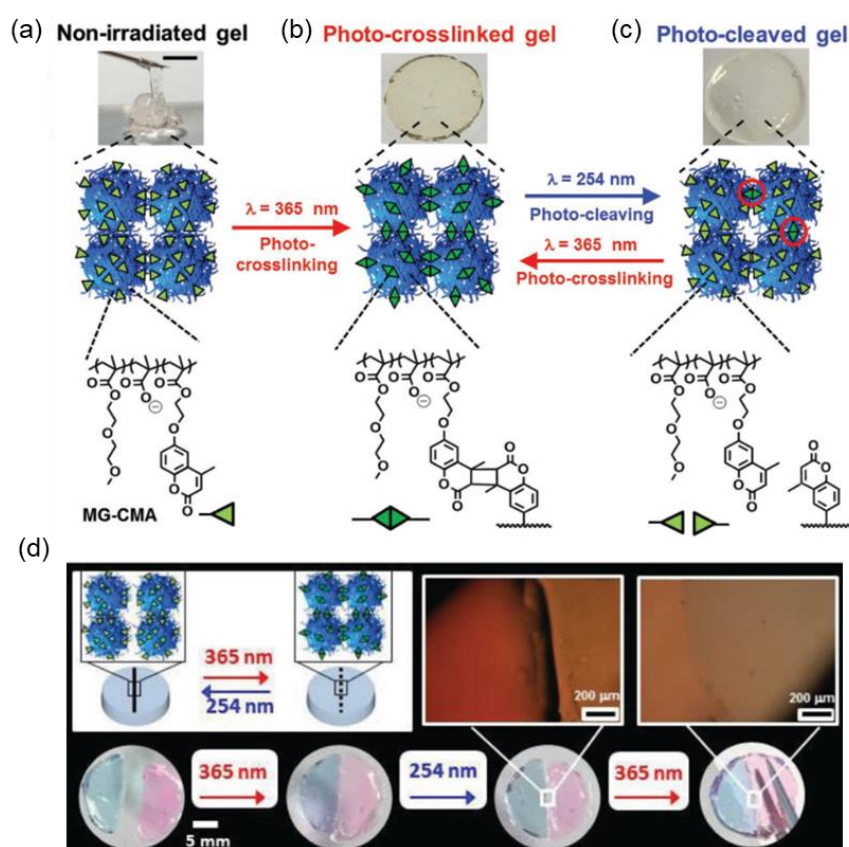 (a) Non-irradiated gel
(b) Photo-crosslinked gel
(c) Photo-cleaved gel
λ = 365 nm
Photo-
crosslinking
λ = 254 nm
Photo-cleaving
λ = 365 nm
Photo-crosslinking
O O O O O O
⊖
O
O
O
O
O O
MG-CMA
O O O O O O
⊖
O
O
O
O
O
O
O
O O O O O O
⊖
O
O
O
O
O O
O
O
(d)
365 nm
254 nm
200 µm
200 µm
365 nm
254 nm
365 nm
5 mm